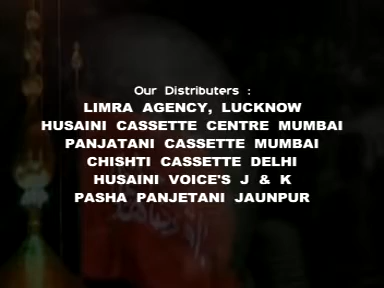 Our Distributers :
LIMRA AGENCY, LUCKNOW
HUSAINI CASSETTE CENTRE MUMBAI
PANJATANI CASSETTE MUMBAI
CHISHTI CASSETTE DELHI
HUSAINI VOICE'S J & K
PASHA PANJETANI JAUNPUR